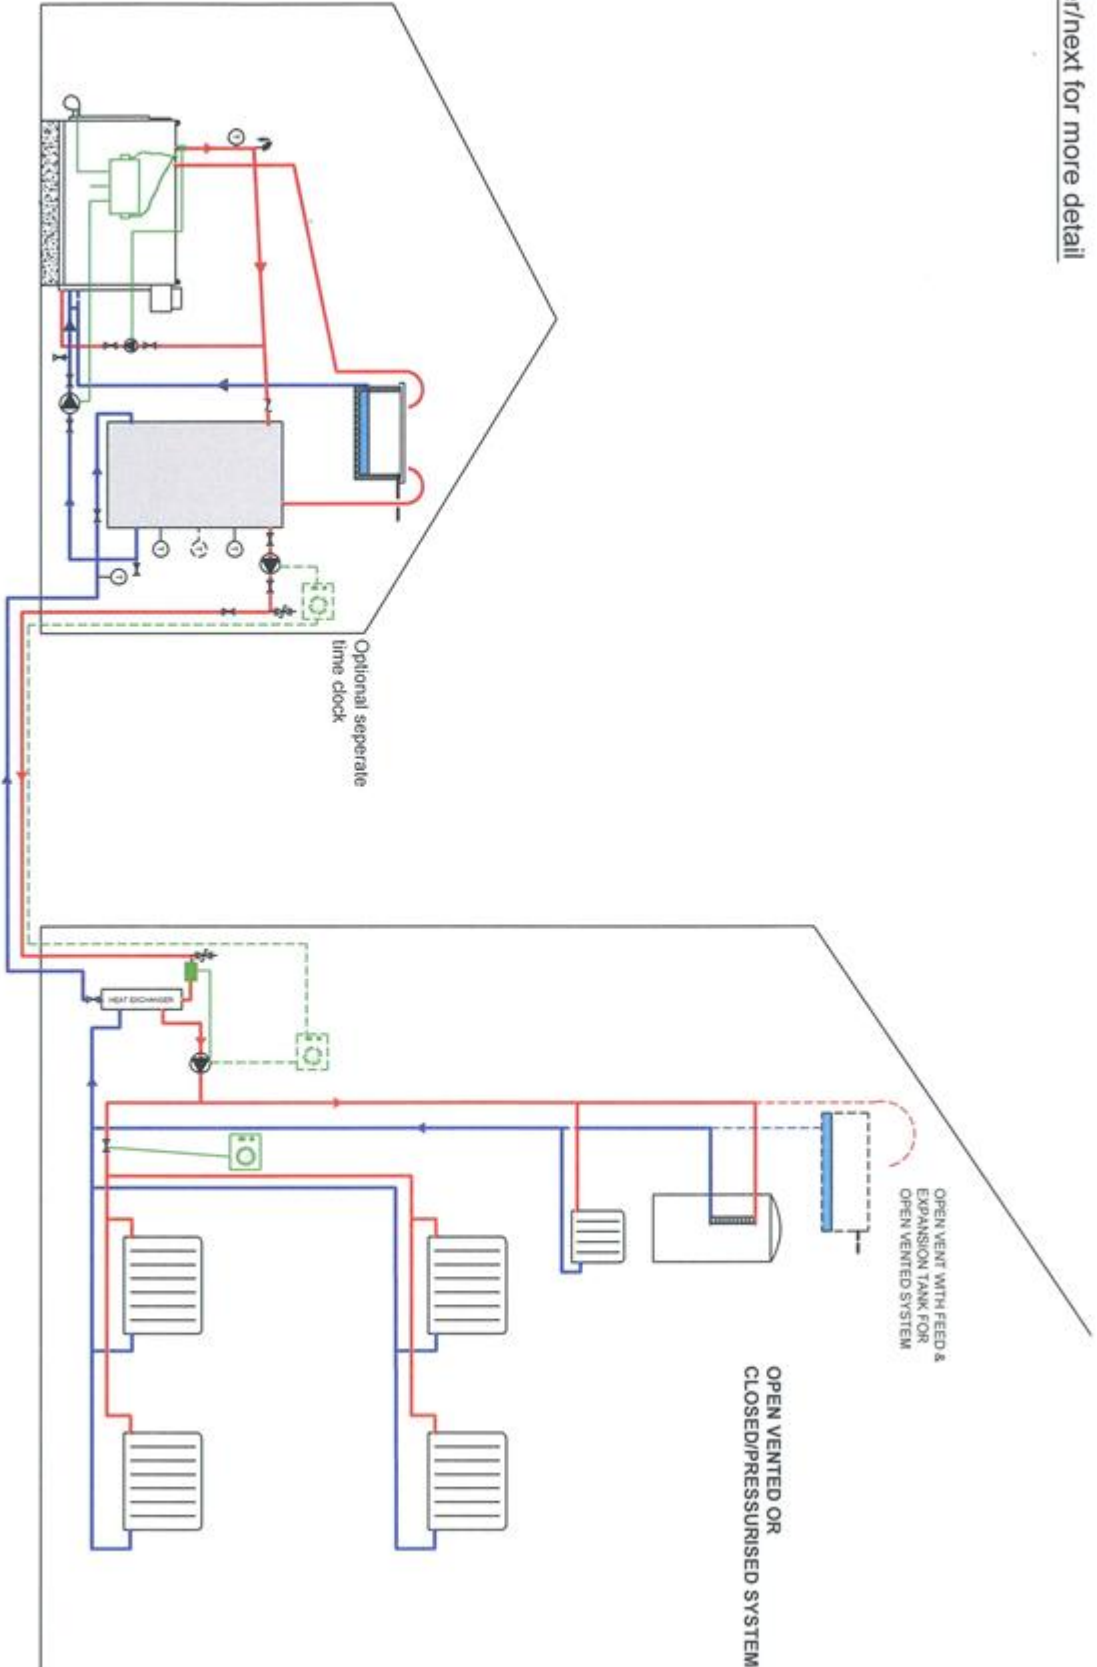 r/next for more detail
Optional seperate
time clock
HEAT EXCHANGER
OPEN VENT WITH FEED &
EXPANSION TANK FOR
OPEN VENTED SYSTEM
OPEN VENTED OR
CLOSED/PRESSURISED SYSTEM
T
T
T
T
T